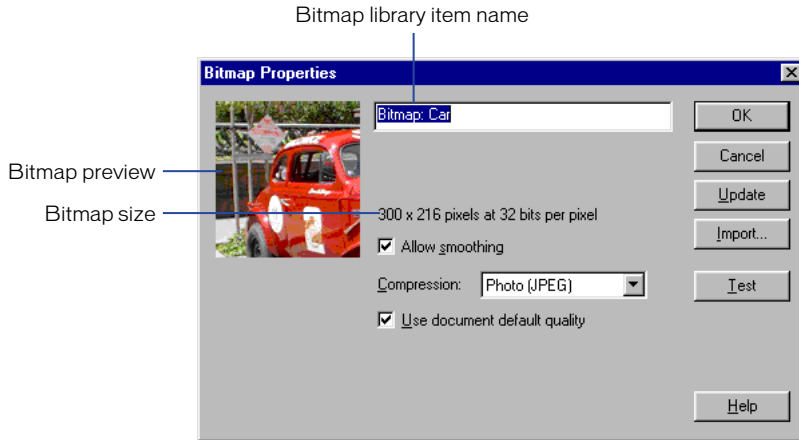 Bitmap library item name
Bitmap Properties
Bitmap: Car
OK
Cancel
Bitmap preview
Update
Bitmap size
300 x 216 pixels at 32 bits per pixel
Import...
Allow smoothing
Compression: Photo (JPEG)
Test
Use document default quality
Help